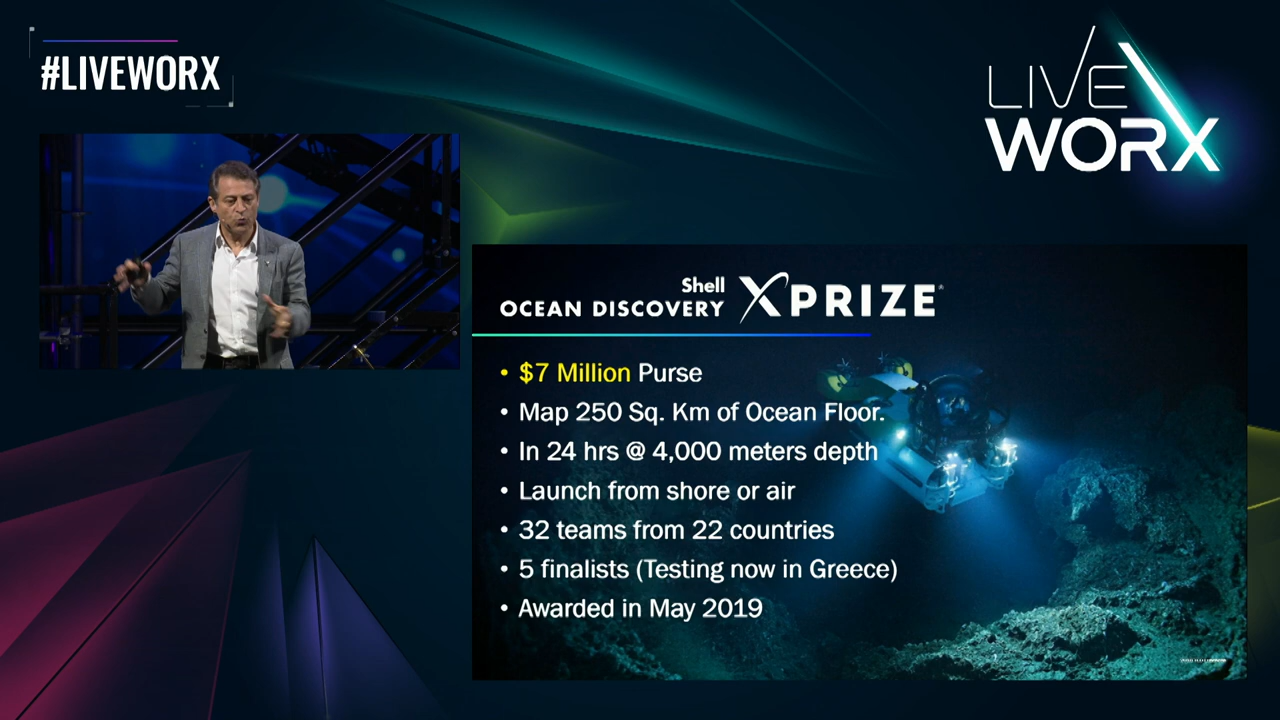 #LIVEWORX
LIVE
WORX
Shell
OCEAN DISCOVERY XPRIZE®
• $7 Million Purse
• Map 250 Sq. Km of Ocean Floor.
• In 24 hrs @ 4,000 meters depth
• Launch from shore or air
• 32 teams from 22 countries
• 5 finalists (Testing now in Greece)
• Awarded in May 2019